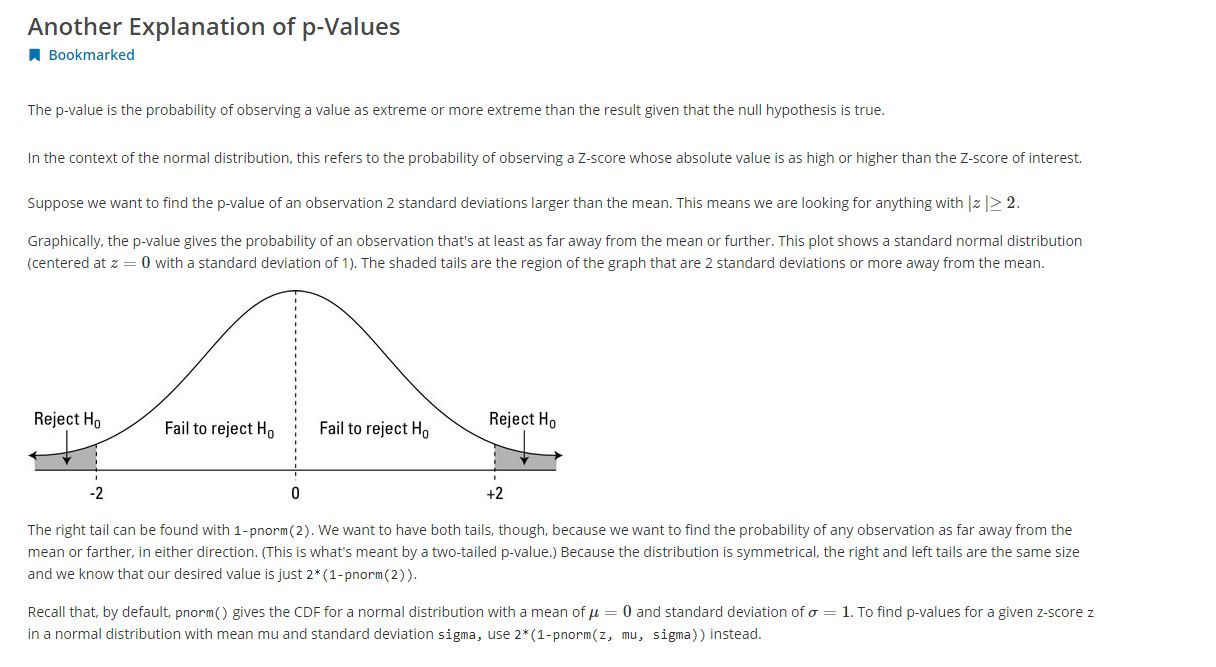 Another Explanation of p-Values
Bookmarked
The p-value is the probability of observing a value as extreme or more extreme than the result given that the null hypothesis is true.
In the context of the normal distribution, this refers to the probability of observing a Z-score whose absolute value is as high or higher than the Z-score of interest.
Suppose we want to find the p-value of an observation 2 standard deviations larger than the mean. This means we are looking for anything with |z |≥ 2.
Graphically, the p-value gives the probability of an observation that's at least as far away from the mean or further. This plot shows a standard normal distribution
(centered at z = 0 with a standard deviation of 1). The shaded tails are the region of the graph that are 2 standard deviations or more away from the mean.
Reject H₀
Fail to reject H₀
Fail to reject H₀
Reject H₀
-2
0
+2
The right tail can be found with 1-pnorm(2). We want to have both tails, though, because we want to find the probability of any observation as far away from the
mean or farther, in either direction. (This is what's meant by a two-tailed p-value.) Because the distribution is symmetrical, the right and left tails are the same size
and we know that our desired value is just 2*(1-pnorm(2)).
Recall that, by default, pnorm() gives the CDF for a normal distribution with a mean of μ = 0 and standard deviation of σ = 1. To find p-values for a given z-score z
in a normal distribution with mean mu and standard deviation sigma, use 2*(1-pnorm(z, mu, sigma)) instead.